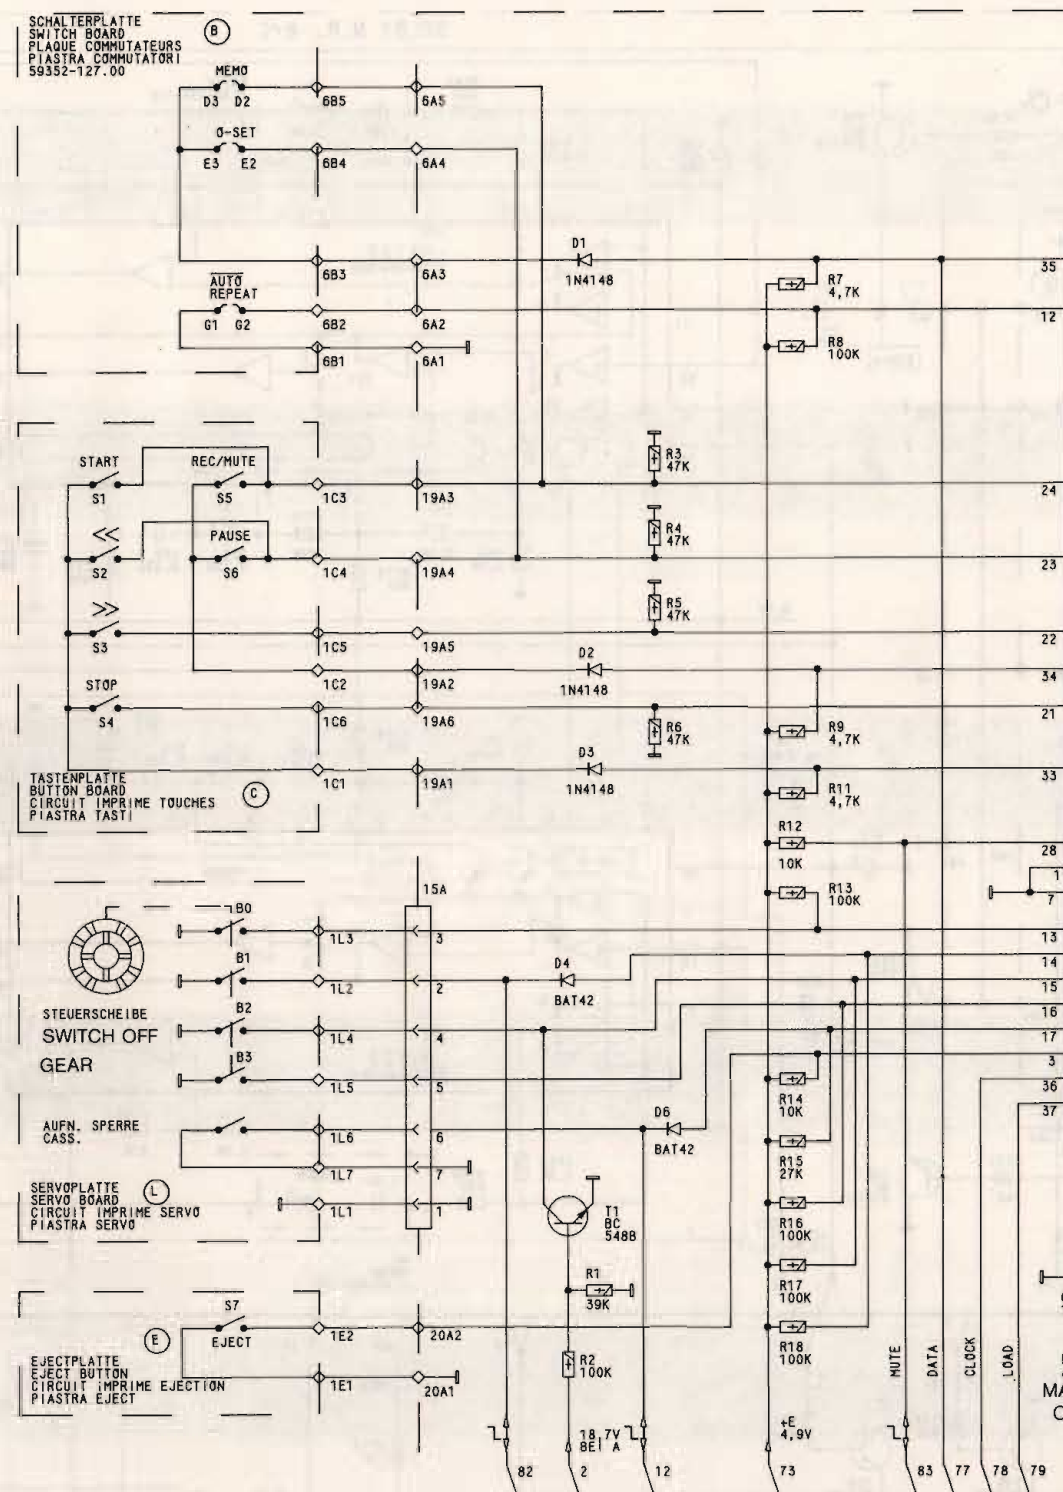 SCHALTERPLATTE
SWITCH BOARD
PLAQUE COMMUTATEURS
PIASTRA COMMUTATORI
59352-127.00
B
MEMO
D3 D2
6B5
6A5
0-SET
E3 E2
6B4
6A4
6B3
6A3
D1
1N4148
35
AUTO
REPEAT
G1 G2
6B2
6A2
R7
4,7K
12
6B1
6A1
R8
100K
START
S1
REC/MUTE
S5
1C3
19A3
R3
47K
24
<<
S2
PAUSE
S6
1C4
19A4
R4
47K
23
>>
S3
1C5
19A5
R5
47K
22
1C2
19A2
D2
1N4148
34
STOP
S4
1C6
19A6
R6
47K
21
R9
4,7K
1C1
19A1
D3
1N4148
33
R11
4,7K
TASTENPLATTE
BUTTON BOARD
CIRCUIT IMPRIME TOUCHES
PIASTRA TASTI
C
R12
10K
28
1
7
R13
100K
15A
B0
1L3
3
13
B1
1L2
2
D4
BAT42
14
15
STEUERSCHEIBE
SWITCH OFF
GEAR
B2
1L4
4
16
17
B3
1L5
5
3
36
37
R14
10K
AUFN. SPERRE
CASS.
1L6
6
D6
BAT42
1L7
7
R15
27K
SERVOPLATTE
SERVO BOARD
CIRCUIT IMPRIME SERVO
PIASTRA SERVO
L
1L1
1
T1
BC
548B
R16
100K
R1
39K
R17
100K
S7
EJECT
1E2
20A2
R18
100K
E
EJECTPLATTE
EJECT BUTTON
CIRCUIT IMPRIME EJECTION
PIASTRA EJECT
1E1
20A1
R2
100K
MUTE
DATA
CLOCK
LOAD
MA
18,7V
BEI A
+E
4,9V
82
2
12
73
83
77
78
79